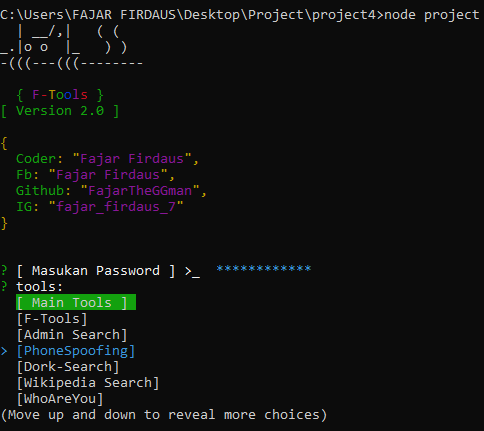 C:\Users\FAJAR FIRDAUS\Desktop\Project\project4>node project
  | __/,|   ( (
_.|o o  |_   ) )
-(((---(((--------
  { F-Tools }
[ Version 2.0 ]
{
  Coder: "Fajar Firdaus",
  Fb: "Fajar Firdaus",
  Github: "FajarTheGGman",
  IG: "fajar_firdaus_7"
}
? [ Masukan Password ] >_  ************
? tools:
  [ Main Tools ]
  [F-Tools]
  [Admin Search]
> [PhoneSpoofing]
  [Dork-Search]
  [Wikipedia Search]
  [WhoAreYou]
(Move up and down to reveal more choices)